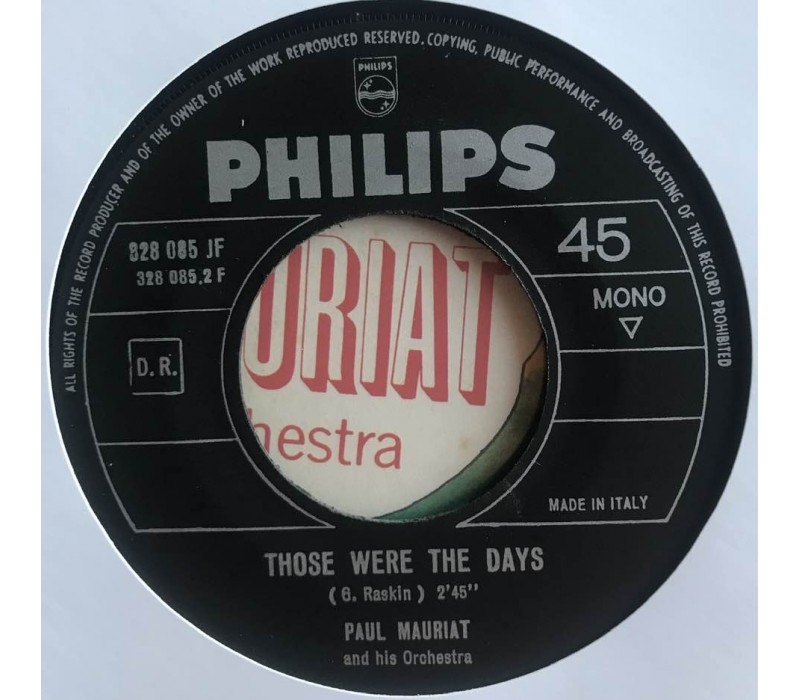 ALL RIGHTS OF THE RECORD PRODUCER AND OF THE OWNER OF THE WORK REPRODUCED RESERVED. COPYING, PUBLIC PERFORMANCE AND BROADCASTING OF THIS RECORD PROHIBITED
PHILIPS
PHILIPS
328 085 JF
328 085.2 F
45
MONO
D. R.
URIAT
hestra
MADE IN ITALY
THOSE WERE THE DAYS
( G. Raskin ) 2'45"
PAUL MAURIAT
and his Orchestra